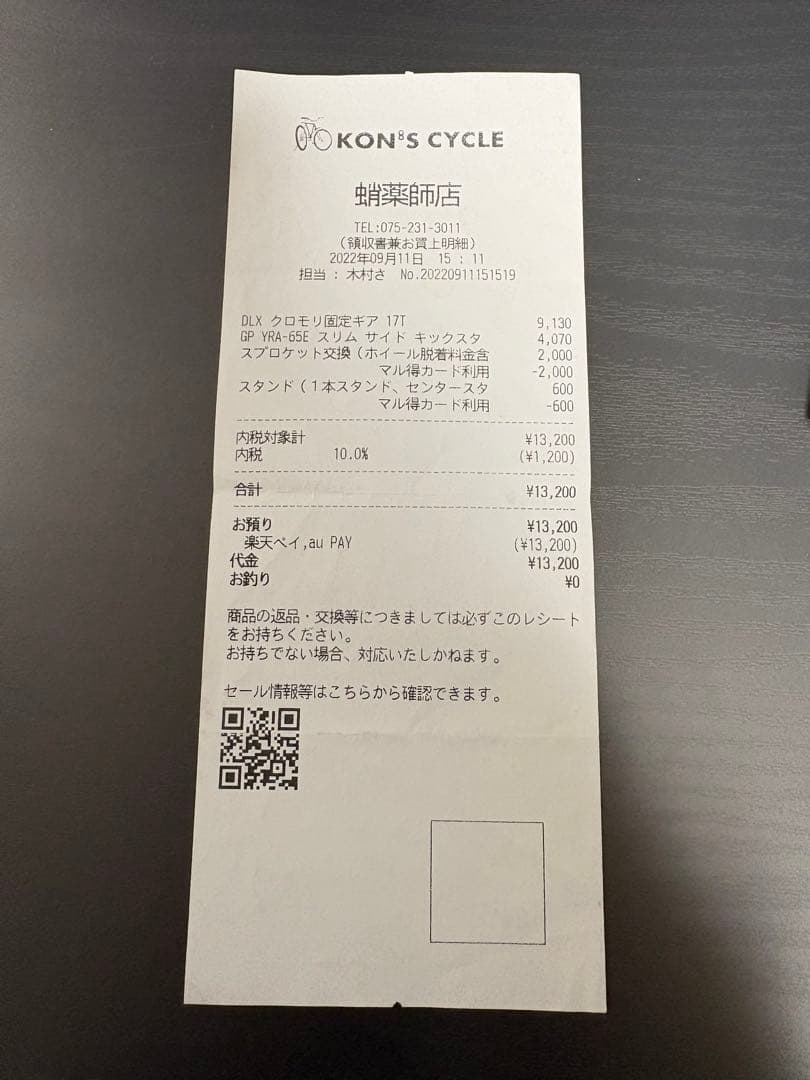 KON'S CYCLE
蛸薬師店
TEL:075-231-3011
(領収書兼お買上明細)
2022年09月11日 15 : 11
担当 : 木村さ No.20220911151519
DLX クロモリ固定ギア 17T 9,130
GP YRA-65E スリム サイド キックスタ 4,070
スプロケット交換(ホイール脱着料金含 2,000
マル得カード利用 -2,000
スタンド(1本スタンド、センタースタ 600
マル得カード利用 -600
内税対象計 ¥13,200
内税 10.0% (¥1,200)
合計 ¥13,200
お預り ¥13,200
楽天ペイ,au PAY (¥13,200)
代金 ¥13,200
お釣り ¥0
商品の返品・交換等につきましては必ずこのレシート
をお持ちください。
お持ちでない場合、対応いたしかねます。
セール情報等はこちらから確認できます。